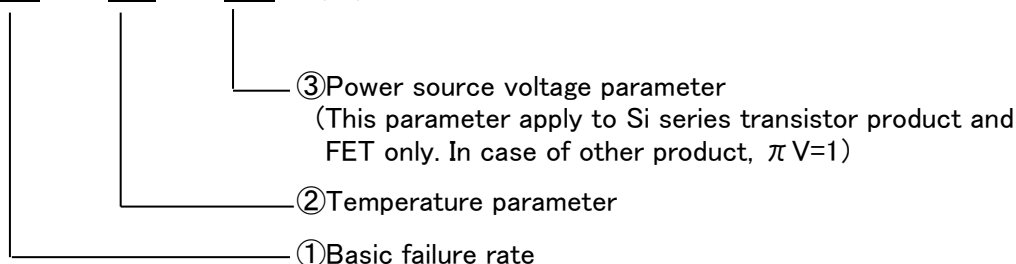 ③Power source voltage parameter
(This parameter apply to Si series transistor product and
FET only. In case of other product, πV=1)
②Temperature parameter
①Basic failure rate